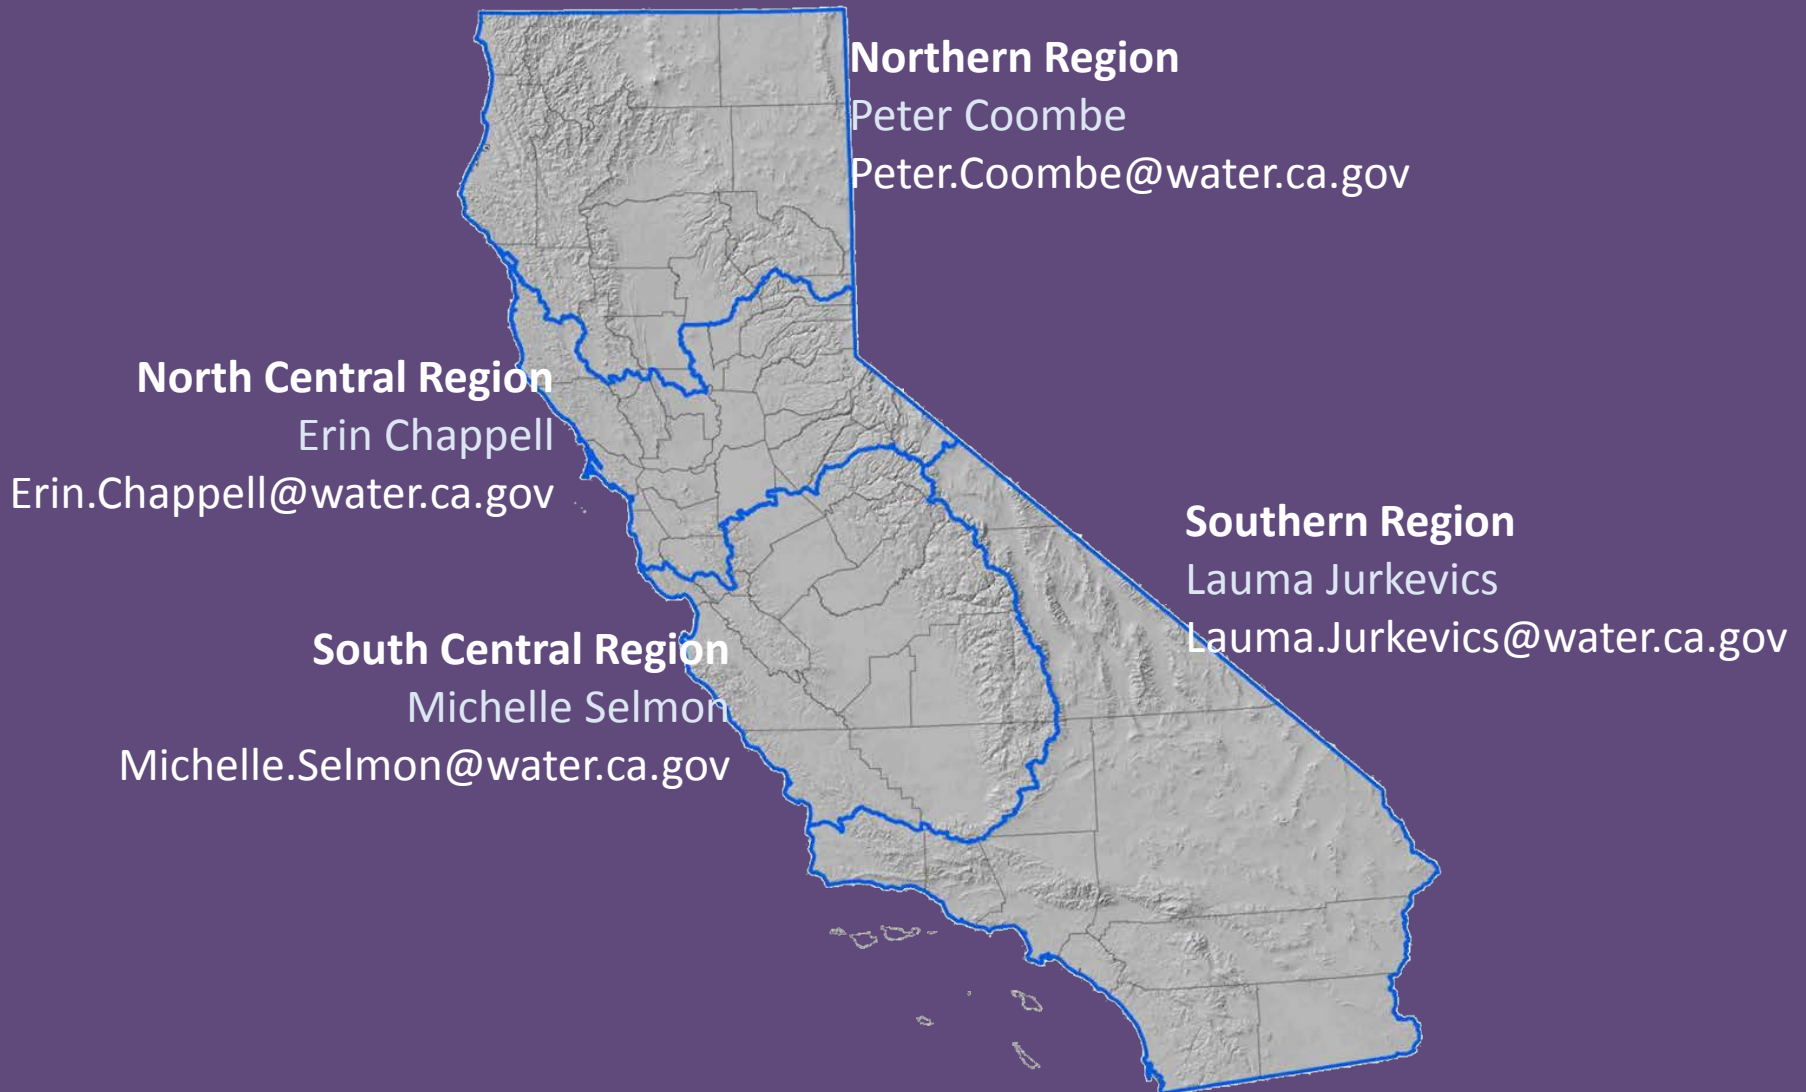 Northern Region
Peter Coombe
Peter.Coombe@water.ca.gov
North Central Region
Erin Chappell
Erin.Chappell@water.ca.gov
Southern Region
Lauma Jurkevics
Lauma.Jurkevics@water.ca.gov
South Central Region
Michelle Selmon
Michelle.Selmon@water.ca.gov